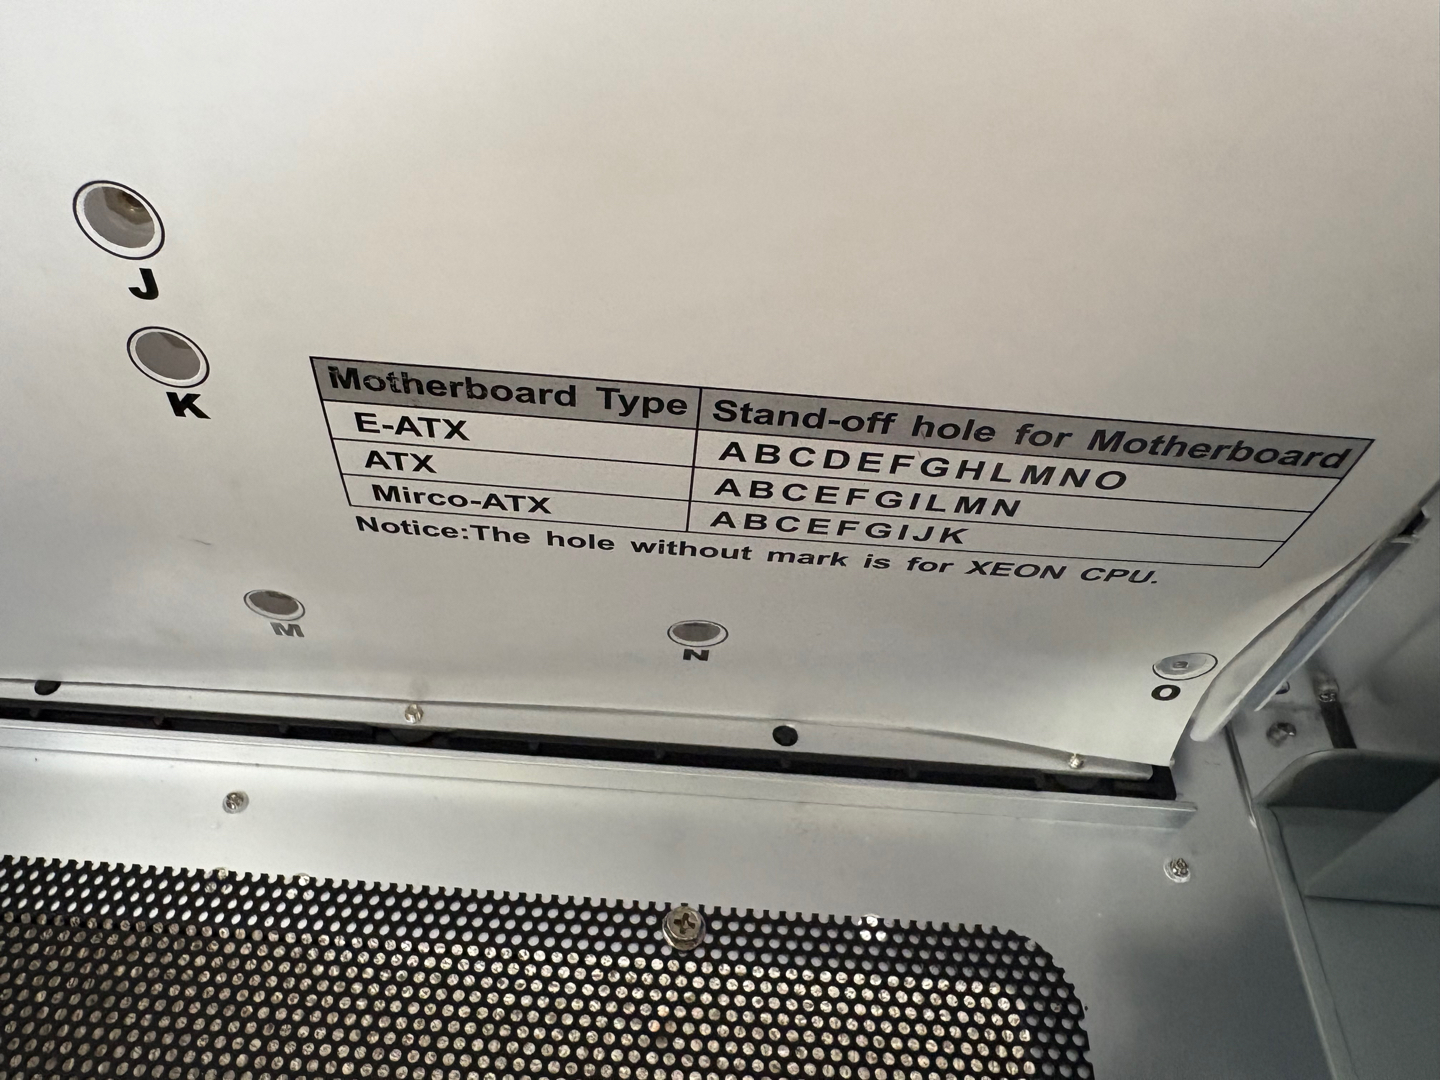 J
K
Motherboard Type Stand-off hole for Motherboard
E-ATX ABCDEFGHLMNO
ATX ABCEFGILMN
Mirco-ATX ABCEFGIJK
Notice:The hole without mark is for XEON CPU.
M
N
O